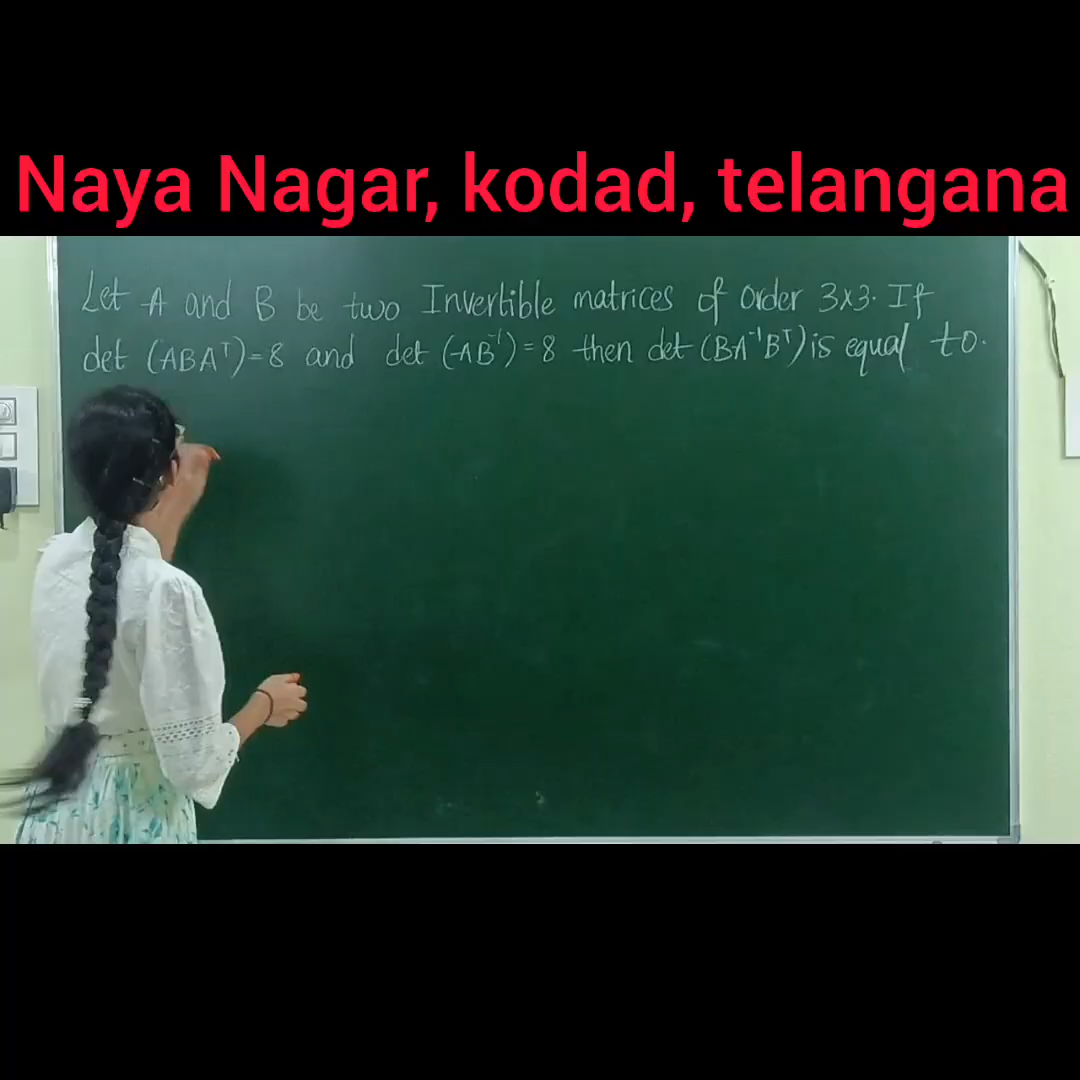 Naya Nagar, kodad, telangana
Let A and B be two Invertible matrices of order 3x3. If
det (ABAᵀ)=8 and det (AB⁻¹)=8 then det (BA⁻¹Bᵀ) is equal to.